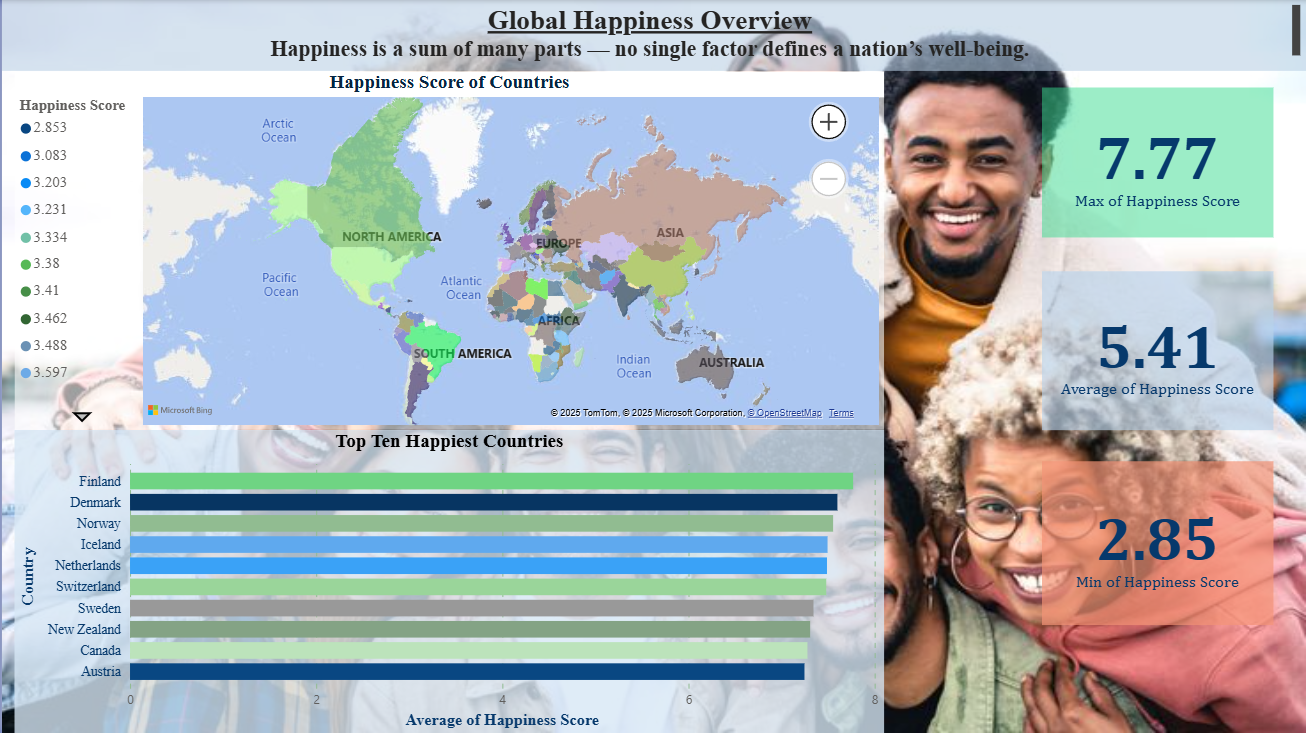 Global Happiness Overview
Happiness is a sum of many parts — no single factor defines a nation’s well-being.
Happiness Score of Countries
Happiness Score
2.853
3.083
3.203
3.231
3.334
3.38
3.41
3.462
3.488
3.597
Arctic
Ocean
NORTH AMERICA
EUROPE
ASIA
Pacific
Ocean
Atlantic
Ocean
AFRICA
SOUTH AMERICA
Indian
Ocean
AUSTRALIA
Microsoft Bing
© 2025 TomTom, © 2025 Microsoft Corporation, © OpenStreetMap Terms
7.77
Max of Happiness Score
5.41
Average of Happiness Score
2.85
Min of Happiness Score
Top Ten Happiest Countries
Country
Finland
Denmark
Norway
Iceland
Netherlands
Switzerland
Sweden
New Zealand
Canada
Austria
0 2 4 6 8
Average of Happiness Score